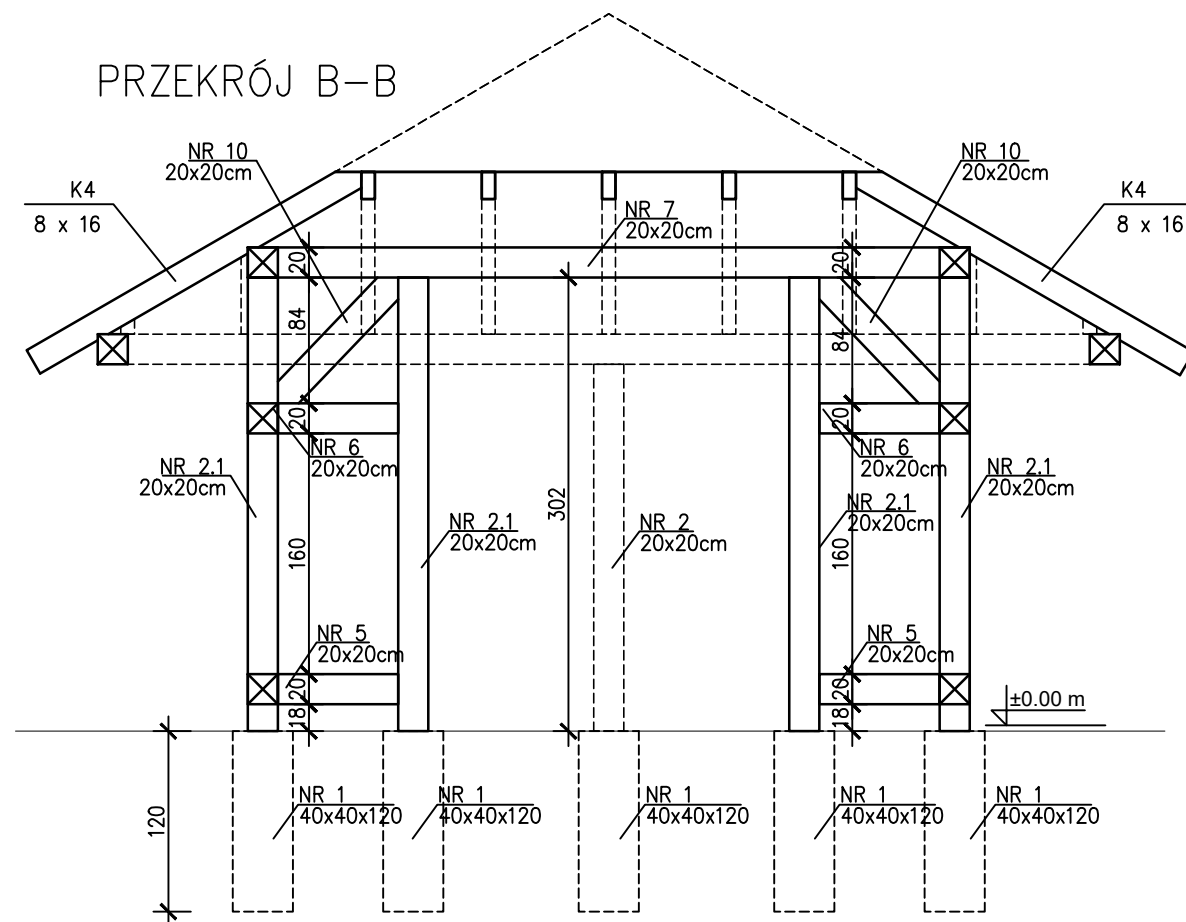 PRZEKRÓJ B-B
NR 10
20x20cm
NR 10
20x20cm
K4
8 x 16
K4
8 x 16
NR 7
20x20cm
20
20
84
84
20
20
NR 6
20x20cm
NR 6
20x20cm
NR 2.1
20x20cm
NR 2.1
20x20cm
302
NR 2.1
20x20cm
NR 2.1
20x20cm
NR 2
20x20cm
160
160
NR 5
20x20cm
NR 5
20x20cm
20
20
18
18
±0.00 m
120
NR 1
40x40x120
NR 1
40x40x120
NR 1
40x40x120
NR 1
40x40x120
NR 1
40x40x120